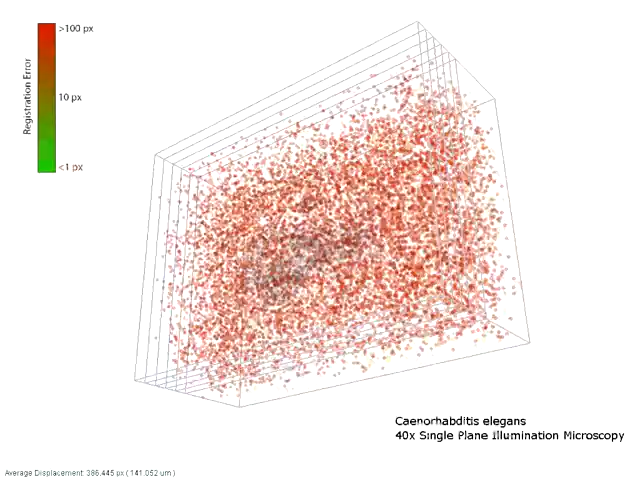 >100 px
Registration Error
10 px
<1 px
Caenorhabditis elegans
40x Single Plane Illumination Microscopy
Average Displacement: 386.445 px ( 141.052 um )